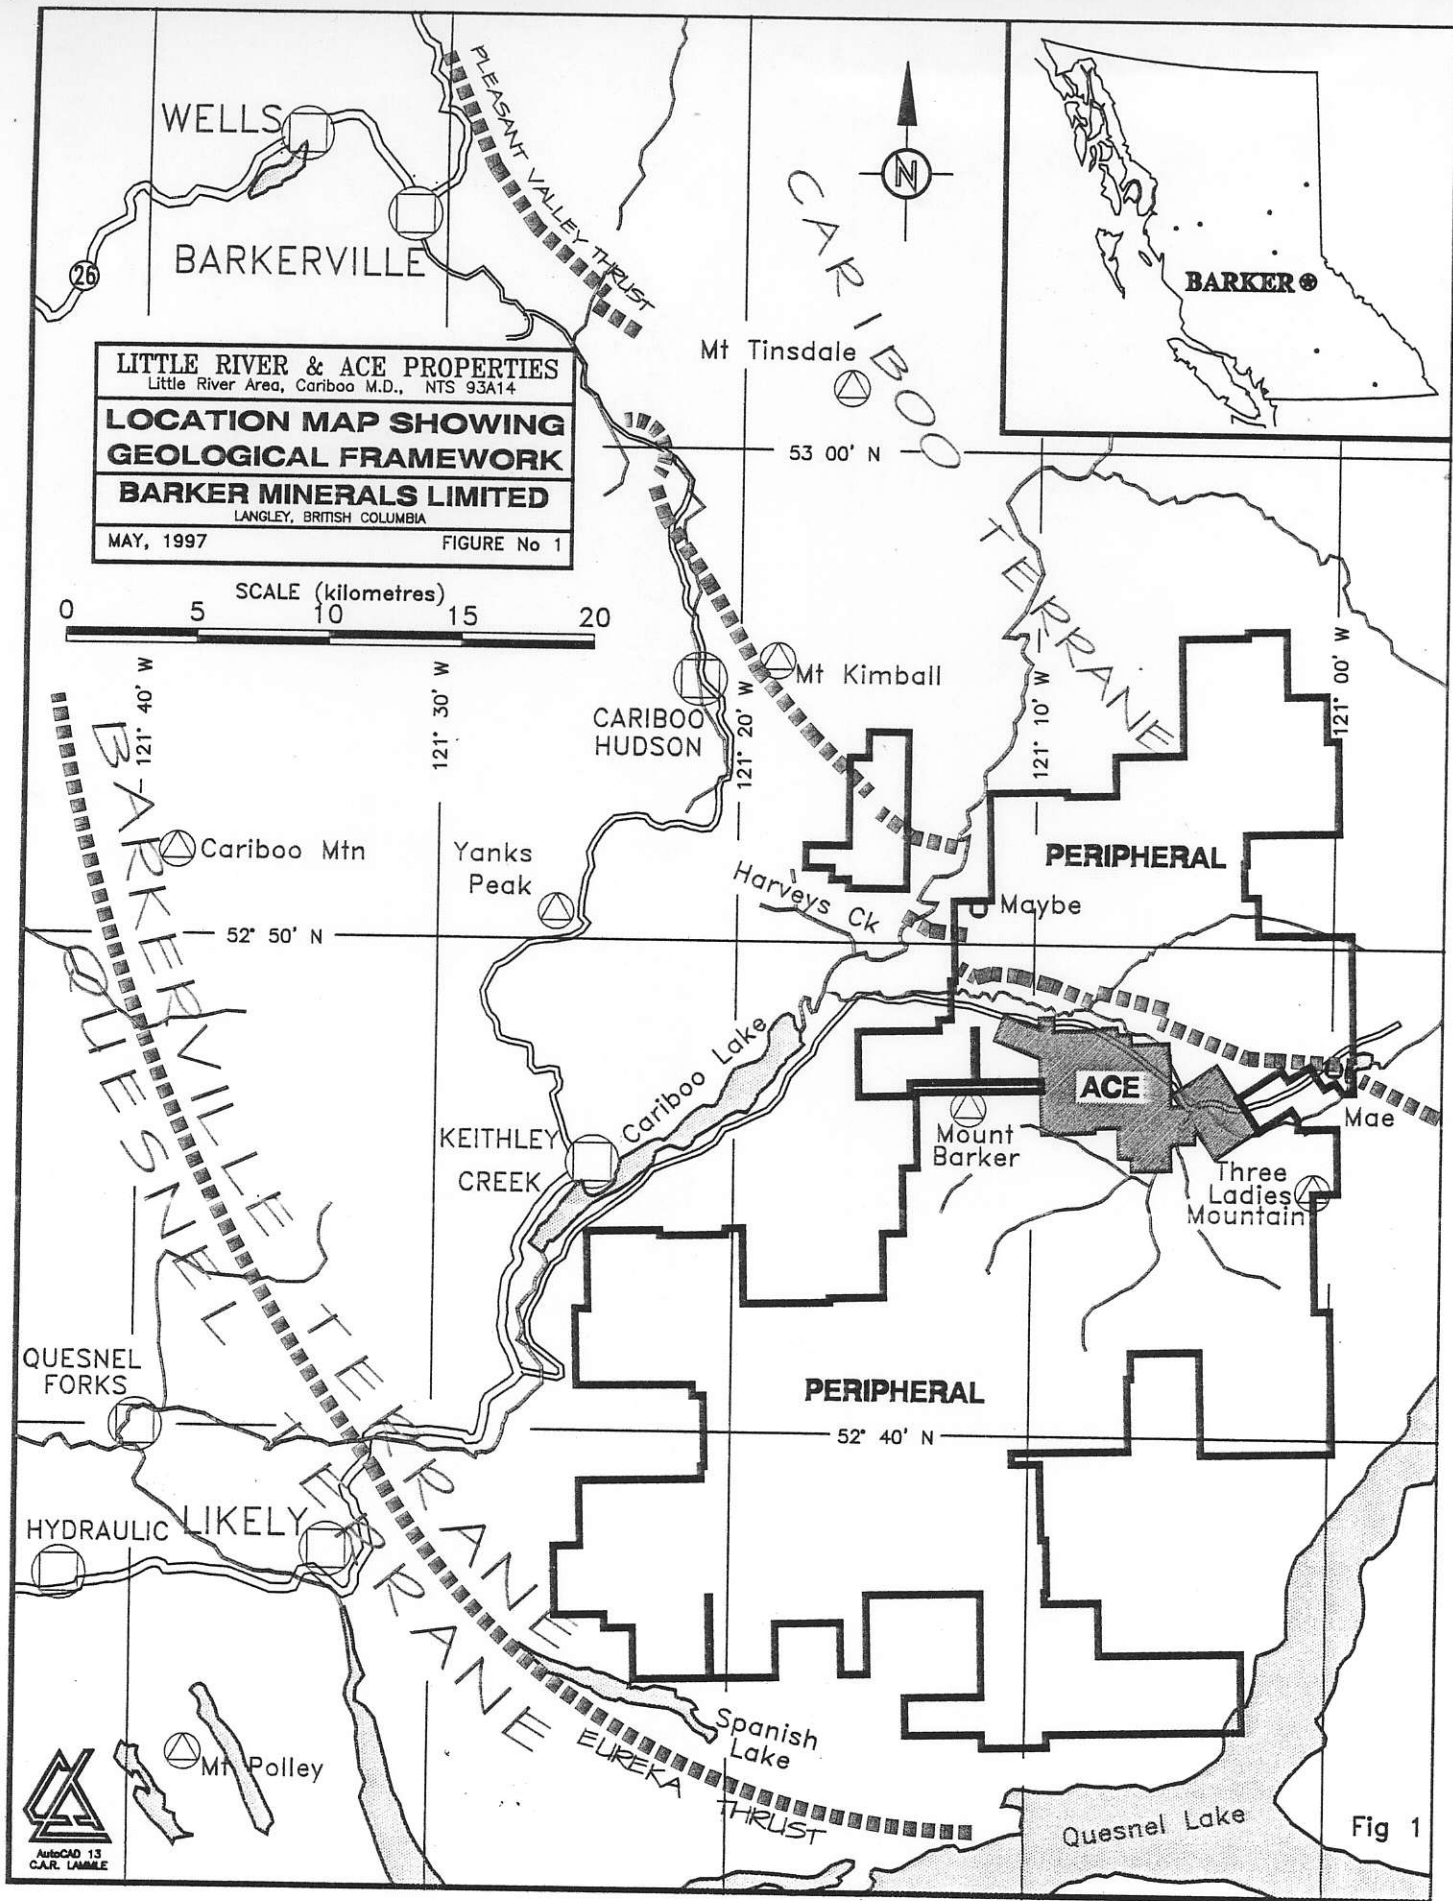 WELLS
BARKERVILLE
26
PLEASANT VALLEY THRUST
N
CARIBOO
TERRANE
BARKER
Mt Tinsdale
53 00' N
LITTLE RIVER & ACE PROPERTIES
Little River Area, Cariboo M.D., NTS 93A14
LOCATION MAP SHOWING
GEOLOGICAL FRAMEWORK
BARKER MINERALS LIMITED
LANGLEY, BRITISH COLUMBIA
MAY, 1997 FIGURE No 1
SCALE (kilometres)
0 5 10 15 20
121° 40' W
121° 30' W
121° 20' W
121° 10' W
121° 00' W
Mt Kimball
CARIBOO
HUDSON
BARKERVILLE TERRANE
QUESNEL TERRANE
Cariboo Mtn
Yanks
Peak
Harveys Ck
PERIPHERAL
Maybe
52° 50' N
Cariboo Lake
KEITHLEY
CREEK
ACE
Mount
Barker
Mae
Three
Ladies
Mountain
QUESNEL
FORKS
PERIPHERAL
52° 40' N
HYDRAULIC
LIKELY
Spanish
Lake
EUREKA
THRUST
Mt Polley
Quesnel Lake
Fig 1
AutoCAD 13
C.A.R. LAMMLE